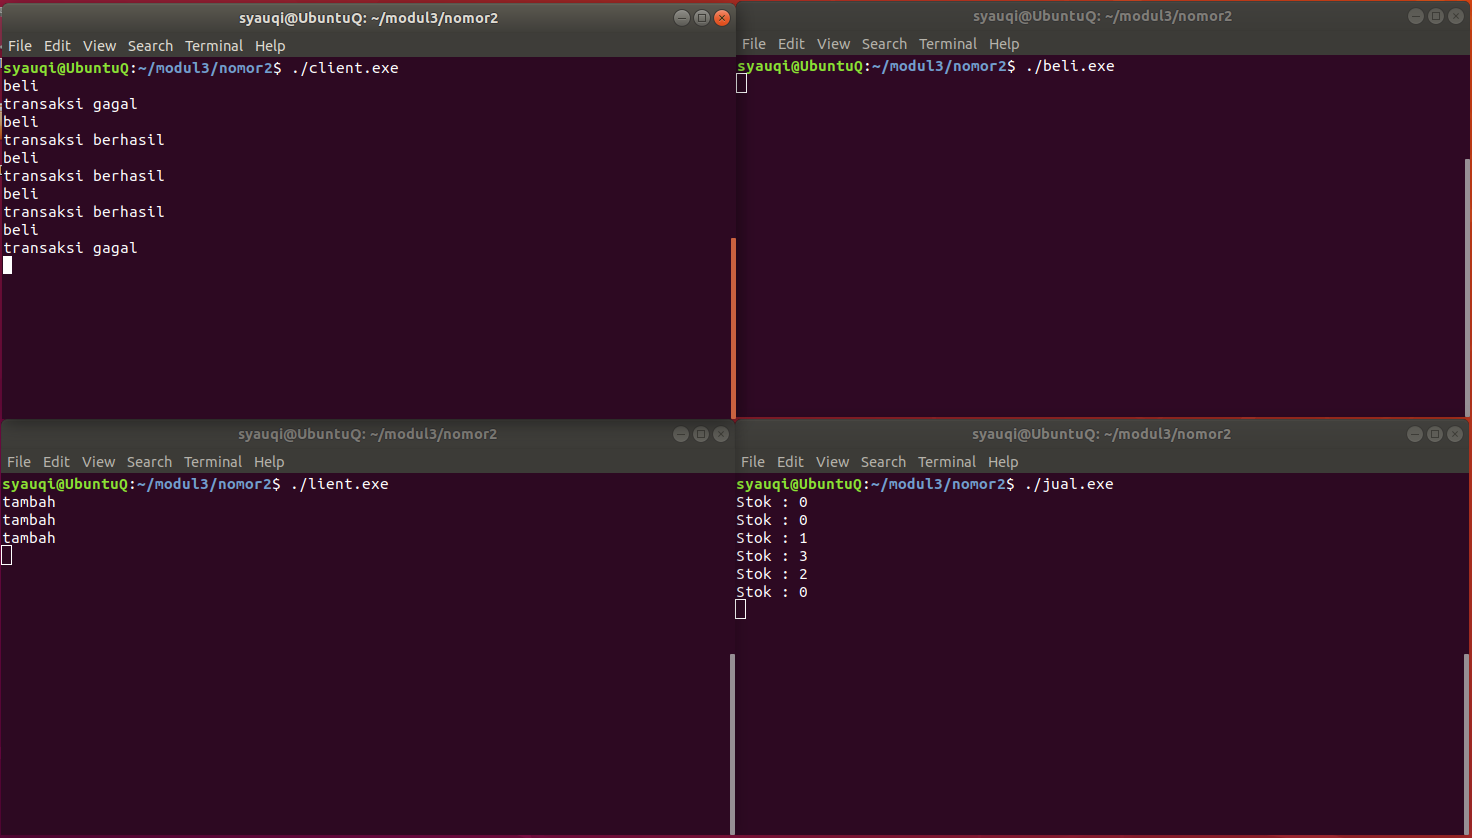 syauqi@UbuntuQ: ~/modul3/nomor2
File Edit View Search Terminal Help
syauqi@UbuntuQ:~/modul3/nomor2$ ./client.exe
beli
transaksi gagal
beli
transaksi berhasil
beli
transaksi berhasil
beli
transaksi berhasil
beli
transaksi gagal
syauqi@UbuntuQ: ~/modul3/nomor2
File Edit View Search Terminal Help
syauqi@UbuntuQ:~/modul3/nomor2$ ./beli.exe
syauqi@UbuntuQ: ~/modul3/nomor2
File Edit View Search Terminal Help
syauqi@UbuntuQ:~/modul3/nomor2$ ./lient.exe
tambah
tambah
tambah
syauqi@UbuntuQ: ~/modul3/nomor2
File Edit View Search Terminal Help
syauqi@UbuntuQ:~/modul3/nomor2$ ./jual.exe
Stok : 0
Stok : 0
Stok : 1
Stok : 3
Stok : 2
Stok : 0